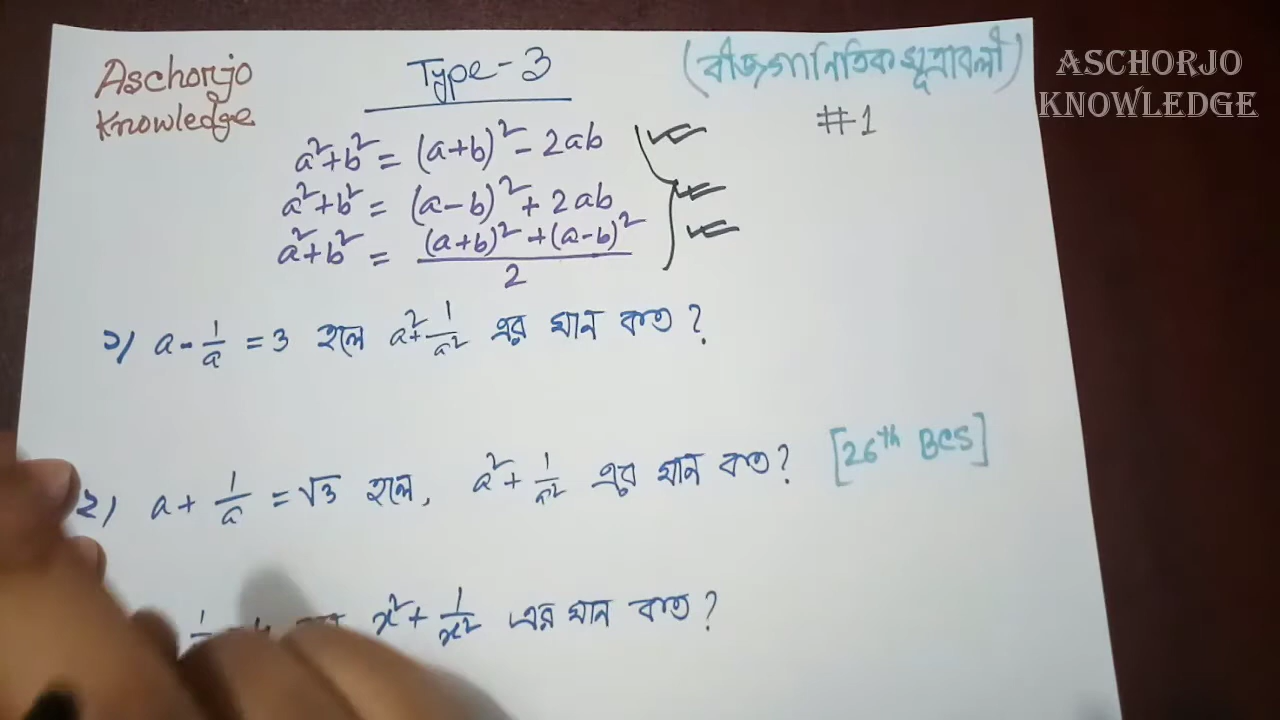 Aschorjo Knowledge
Type-3
(বীজগানিতিক সূত্রাবলী)
#1
ASCHORJO
KNOWLEDGE
a²+b² = (a+b)² - 2ab
a²+b² = (a-b)² + 2ab
a²+b² = (a+b)² + (a-b)² / 2
১) a - 1/a = 3 হলে a² + 1/a² এর মান কত ?
২) a + 1/a = √3 হলে, a² + 1/a² এর মান কত ? [26th BCS]
x² + 1/x² এর মান কত ?